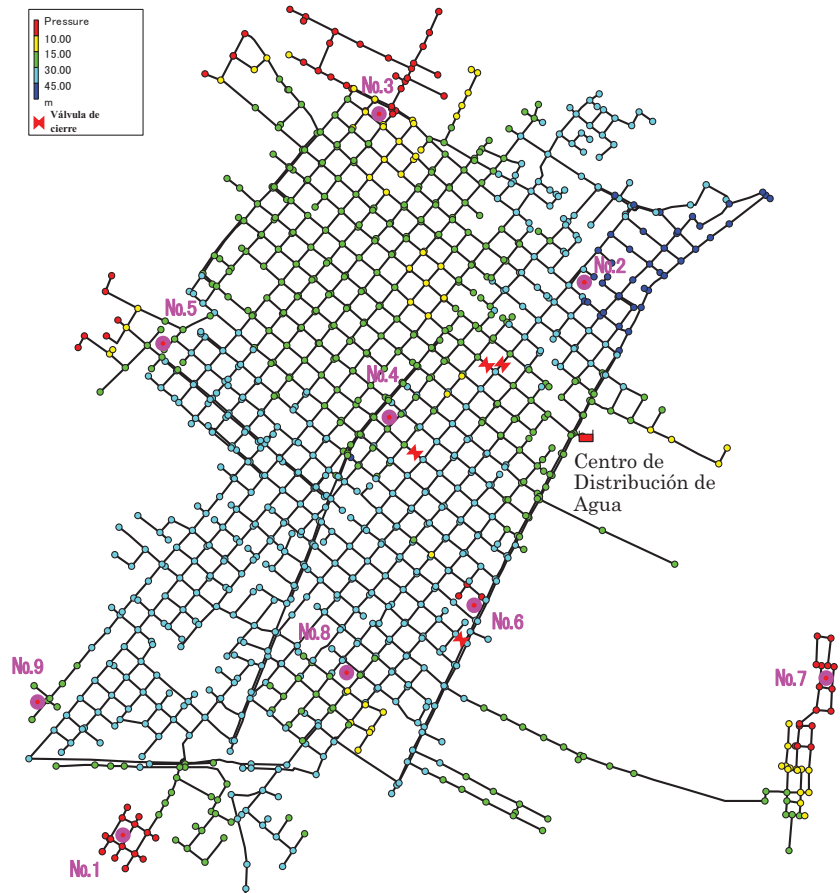 Pressure
10.00
15.00
30.00
45.00
m
Válvula de
cierre
No.3
No.2
No.5
No.4
Centro de
Distribución de
Agua
No.6
No.8
No.9
No.7
No.1